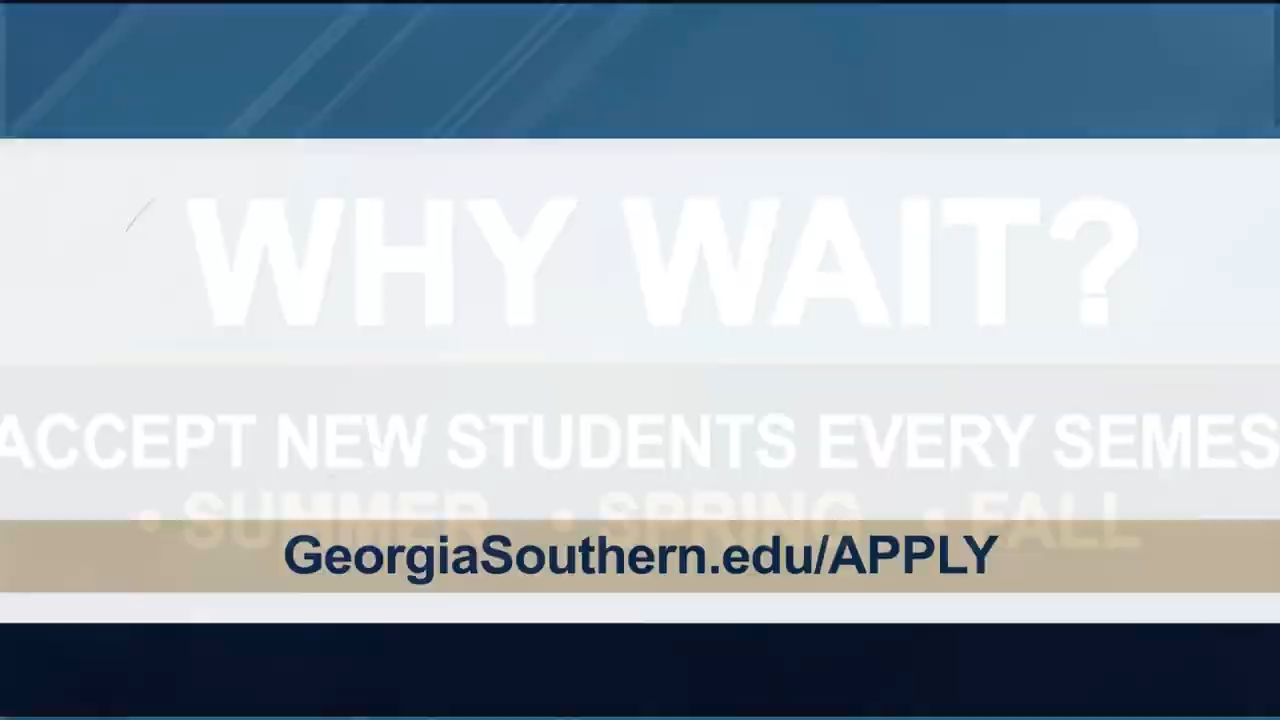 WHY WAIT?
ACCEPT NEW STUDENTS EVERY SEMES
• SUMMER • SPRING • FALL
GeorgiaSouthern.edu/APPLY